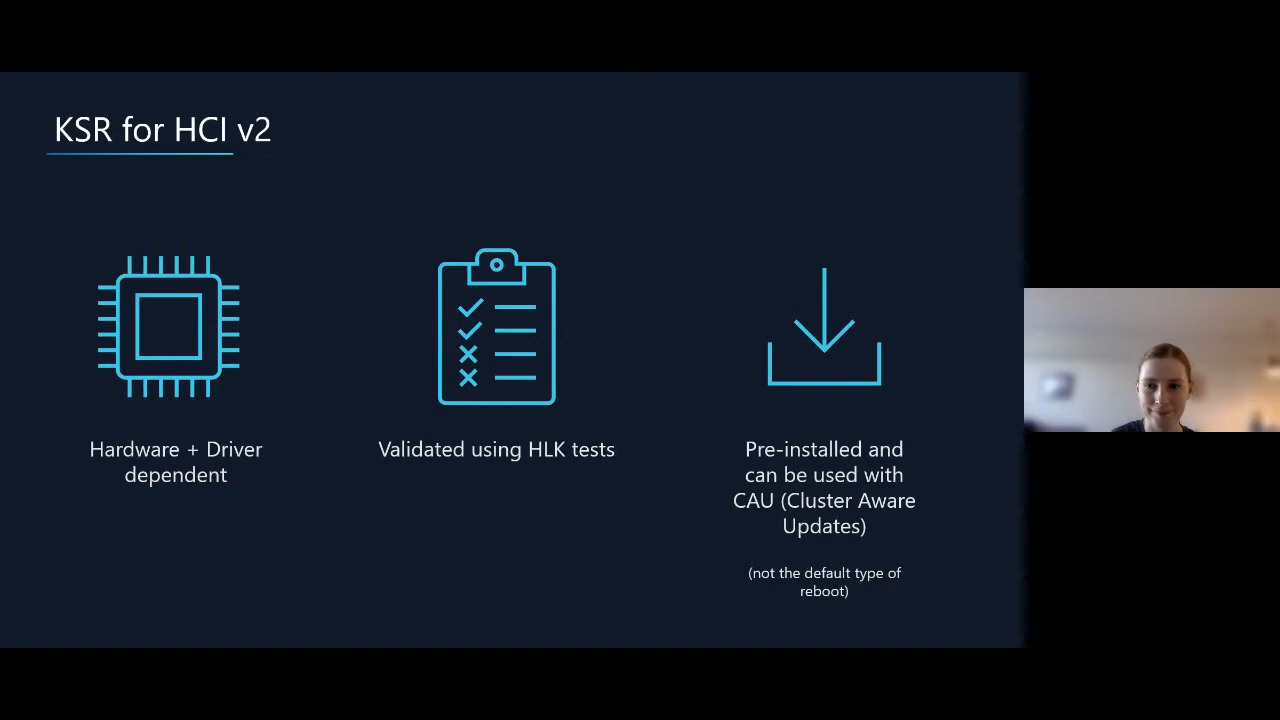 KSR for HCI v2
Hardware + Driver
dependent
Validated using HLK tests
Pre-installed and
can be used with
CAU (Cluster Aware
Updates)
(not the default type of
reboot)